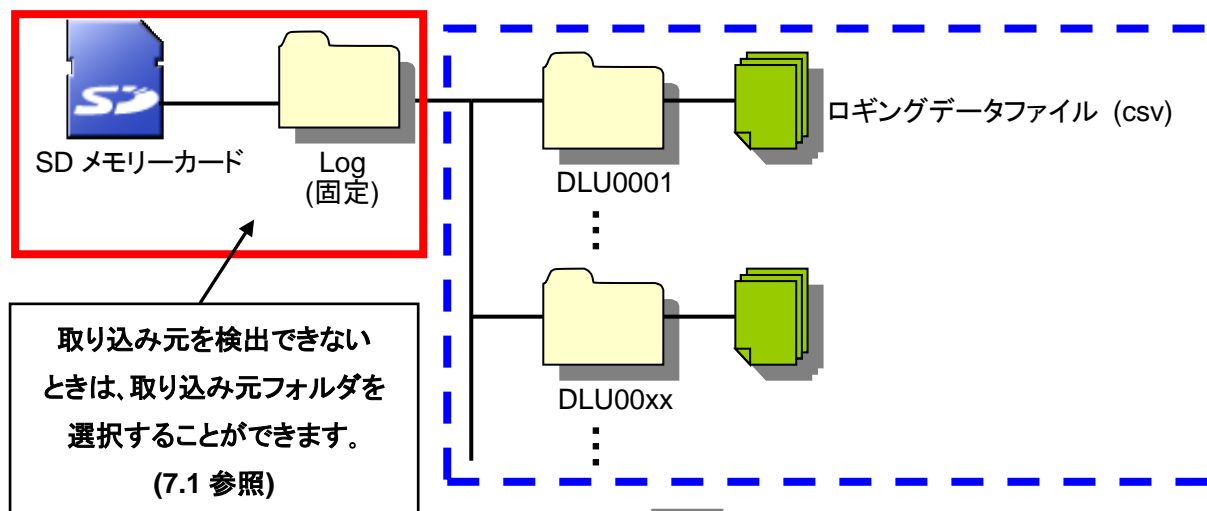 SD
SD メモリーカード
Log
(固定)
ロギングデータファイル (csv)
DLU0001
DLU00xx
取り込み元を検出できない
ときは、取り込み元フォルダを
選択することができます。
(7.1 参照)